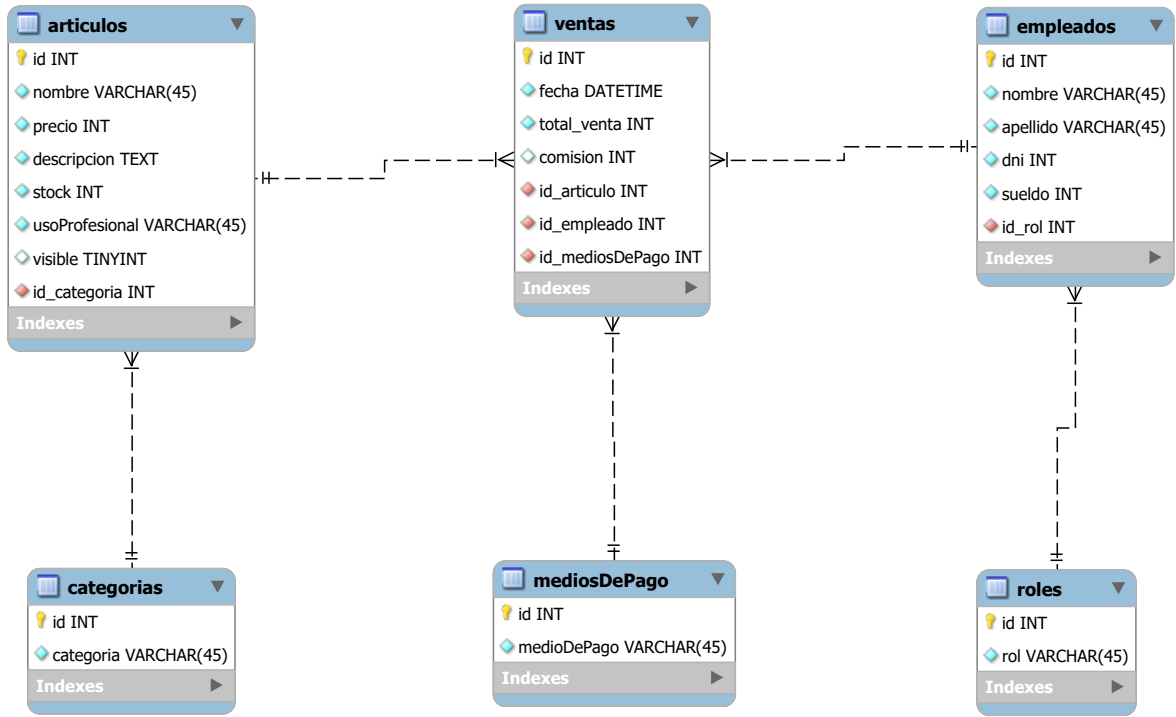 articulos
id INT
nombre VARCHAR(45)
precio INT
descripcion TEXT
stock INT
usoProfesional VARCHAR(45)
visible TINYINT
id_categoria INT
Indexes
ventas
id INT
fecha DATETIME
total_venta INT
comision INT
id_articulo INT
id_empleado INT
id_mediosDePago INT
Indexes
empleados
id INT
nombre VARCHAR(45)
apellido VARCHAR(45)
dni INT
sueldo INT
id_rol INT
Indexes
categorias
id INT
categoria VARCHAR(45)
Indexes
mediosDePago
id INT
medioDePago VARCHAR(45)
Indexes
roles
id INT
rol VARCHAR(45)
Indexes